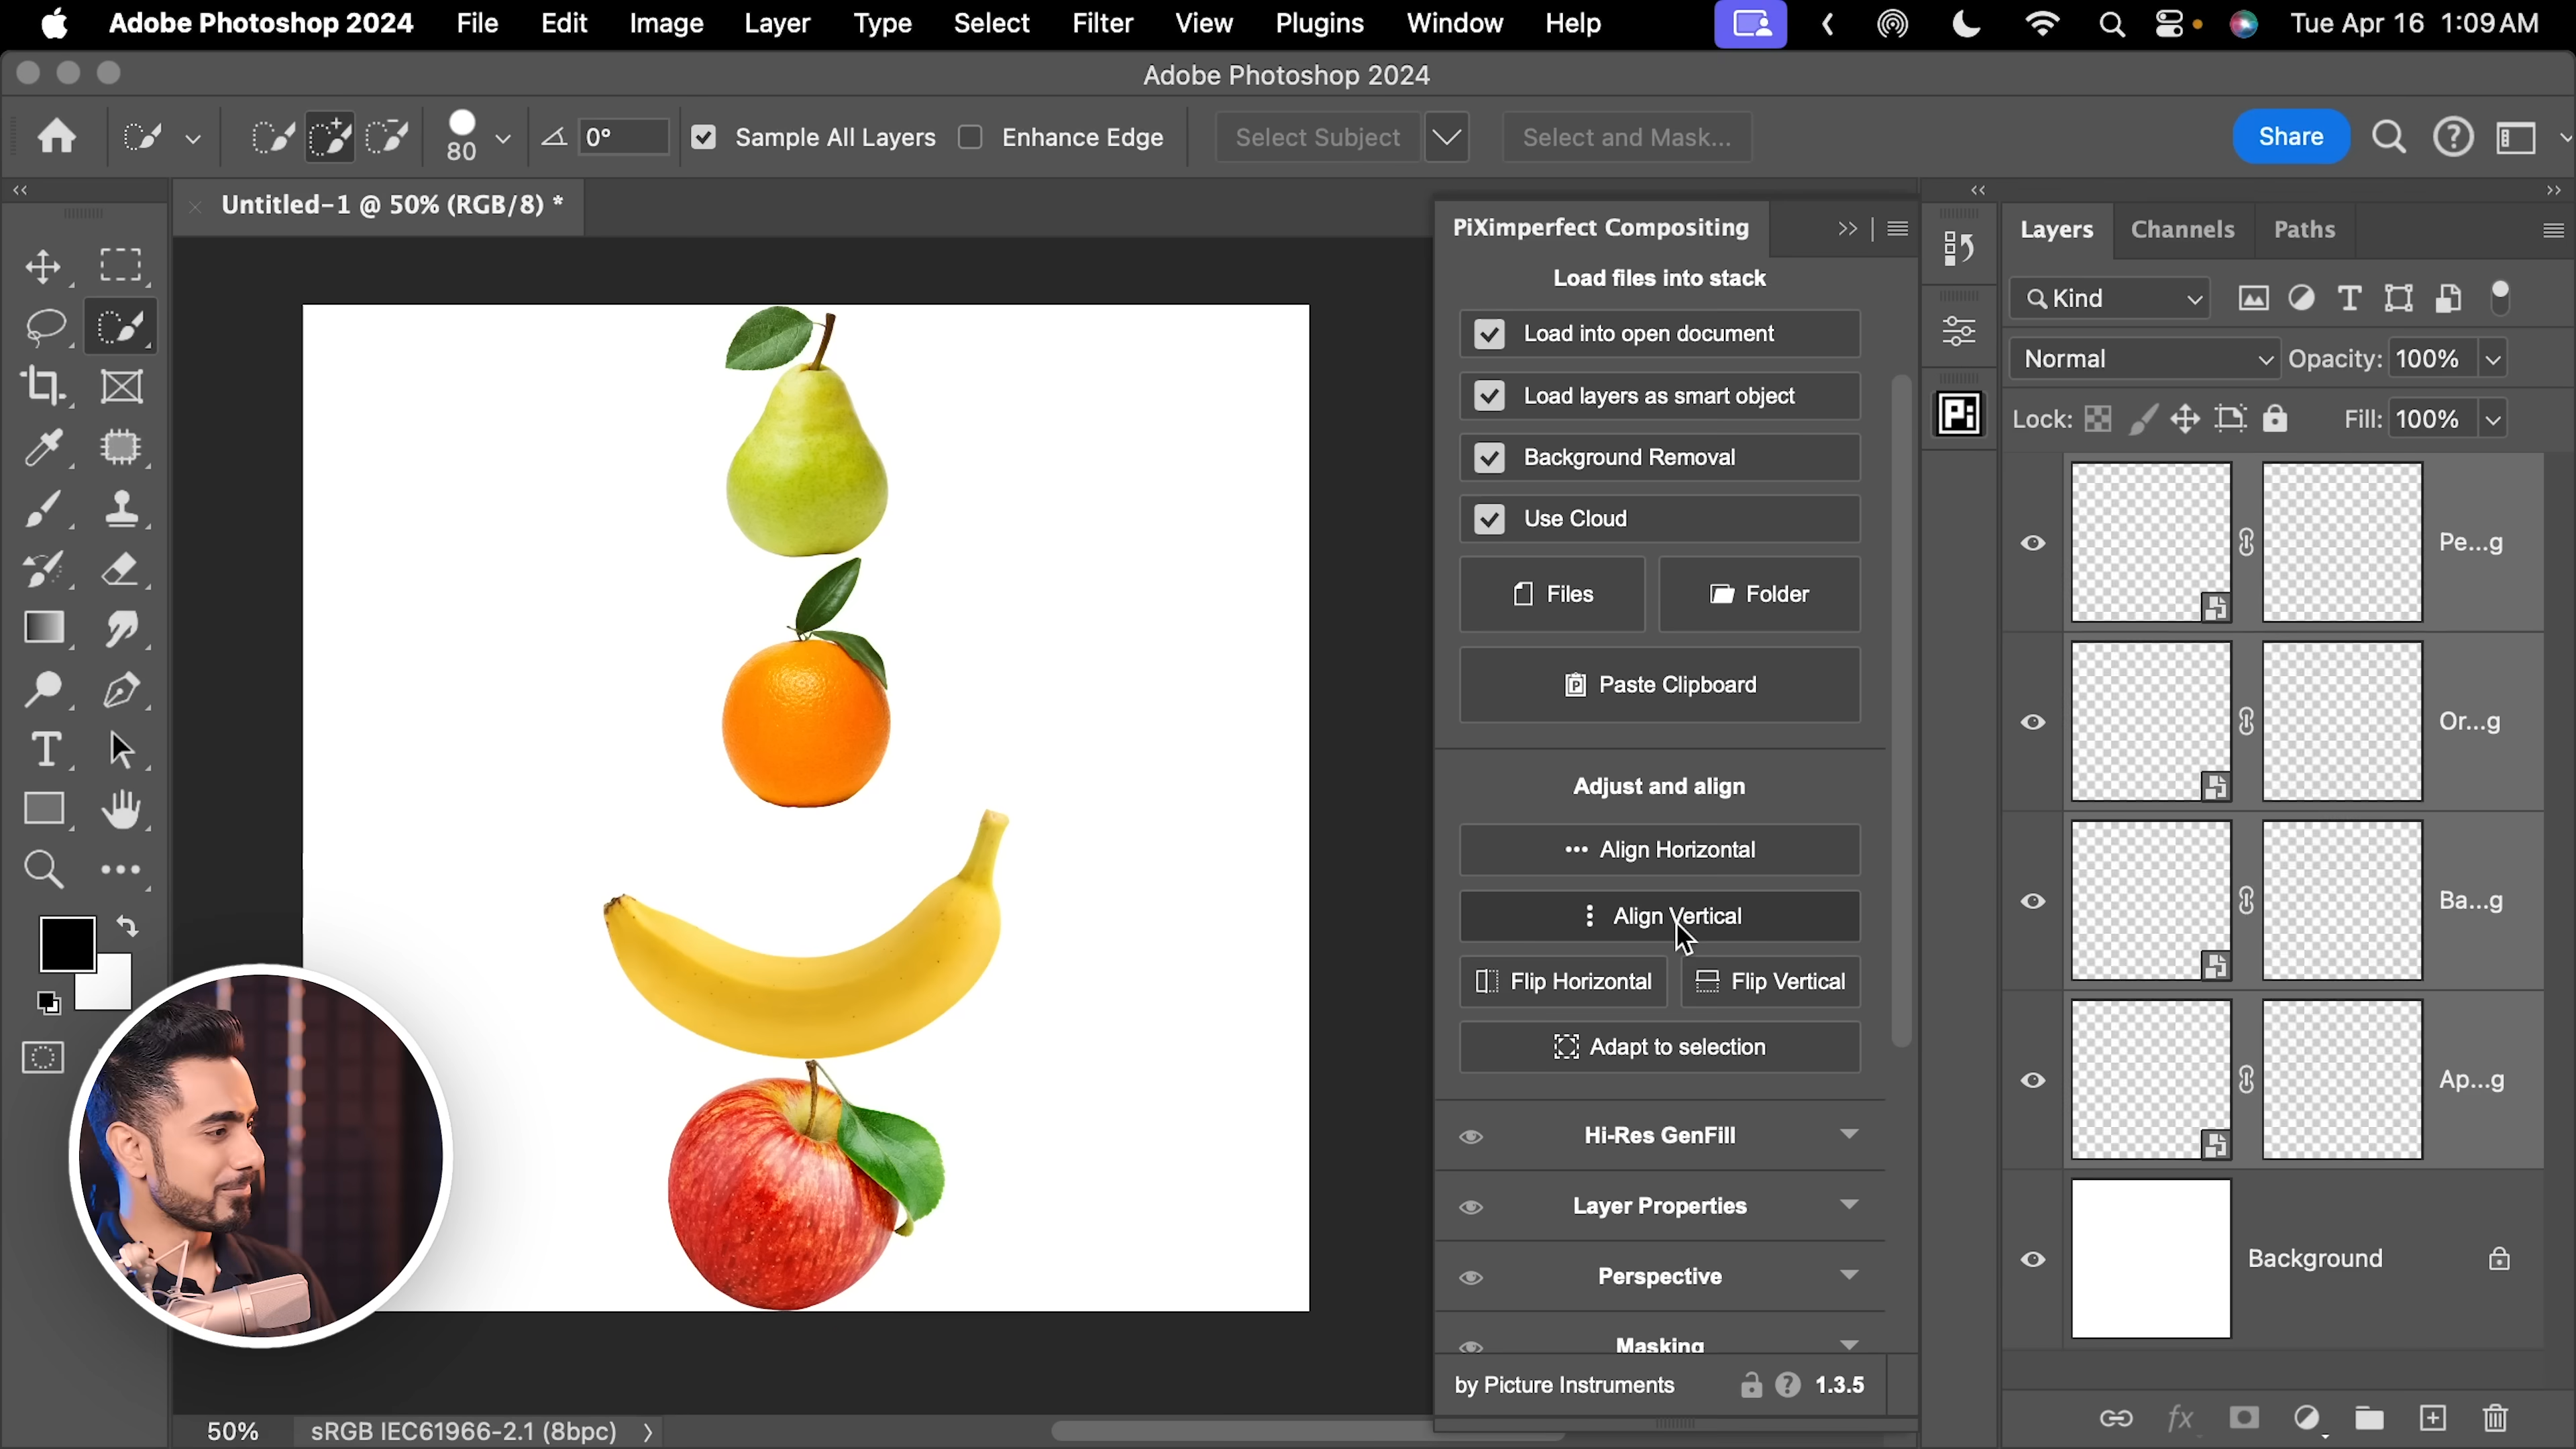 Adobe Photoshop 2024 File Edit Image Layer Type Select Filter View Plugins Window Help Tue Apr 16 1:09 AM
Adobe Photoshop 2024
80 0° Sample All Layers Enhance Edge Select Subject Select and Mask... Share
Untitled-1 @ 50% (RGB/8) *
PiXimperfect Compositing
Load files into stack
Load into open document
Load layers as smart object
Background Removal
Use Cloud
Files Folder
Paste Clipboard
Adjust and align
Align Horizontal
Align Vertical
Flip Horizontal Flip Vertical
Adapt to selection
Hi-Res GenFill
Layer Properties
Perspective
Masking
by Picture Instruments 1.3.5
Pi
Layers Channels Paths
Kind
Normal Opacity: 100%
Lock: Fill: 100%
Pe...g
Or...g
Ba...g
Ap...g
Background
fx
50% sRGB IEC61966-2.1 (8bpc)